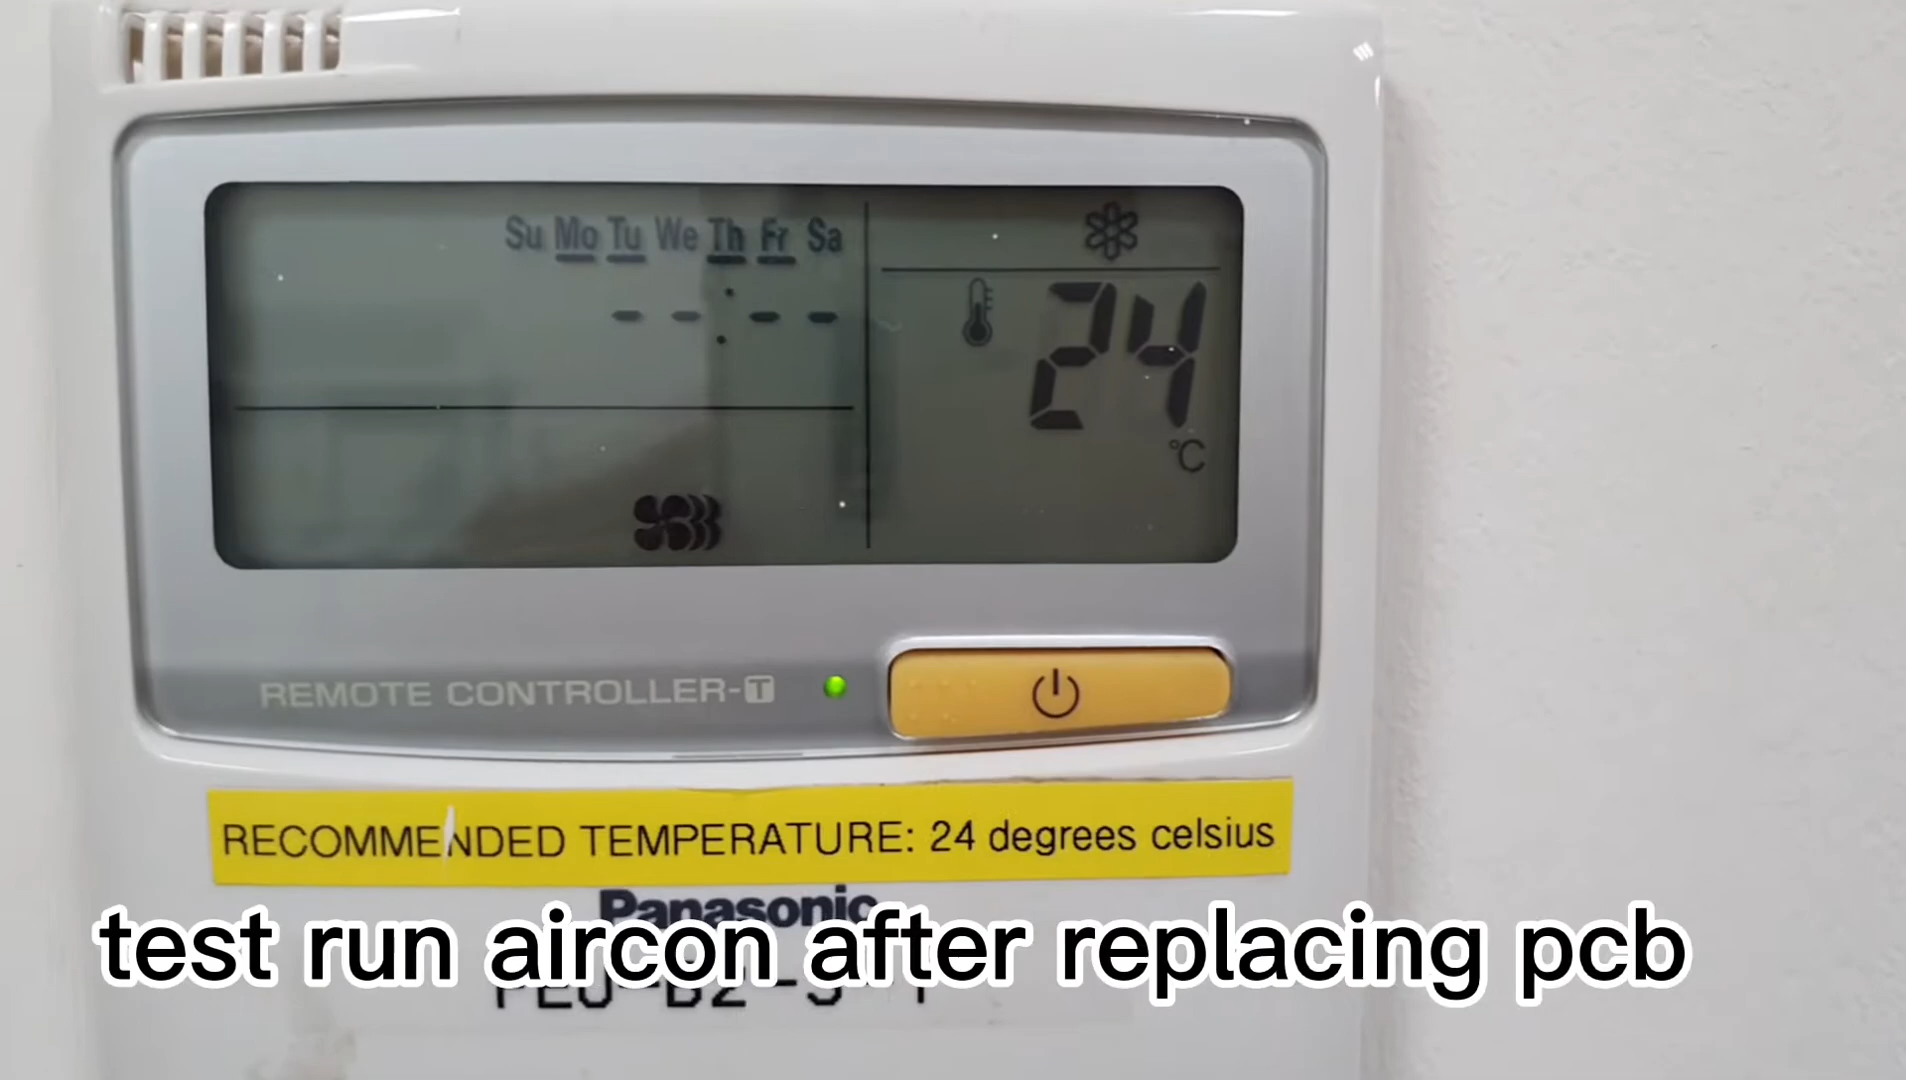 Su Mo Tu We Th Fr Sa
--:--
24
°C
REMOTE CONTROLLER-T
RECOMMENDED TEMPERATURE: 24 degrees celsius
Panasonic
test run aircon after replacing pcb